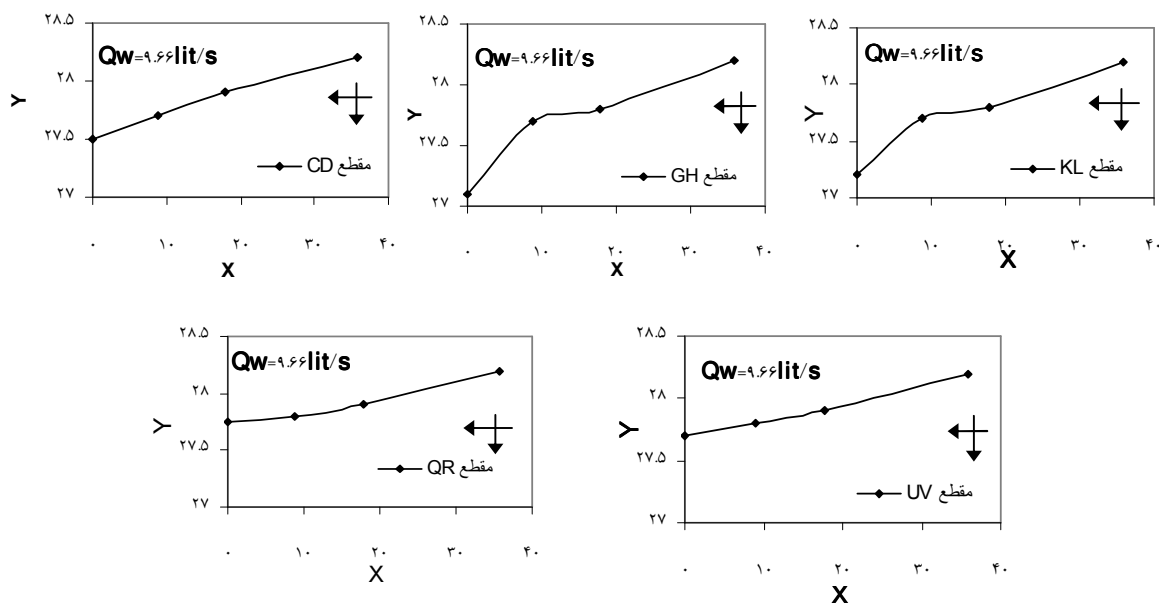 ۲۸.۵
Qw=۹.۶۶lit/s
۲۸
Y
۲۷.۵
مقطع CD
۲۷
۰ ۱۰ ۲۰ ۳۰ ۴۰
X
۲۸.۵
Qw=۹.۶۶lit/s
۲۸
Y
۲۷.۵
مقطع GH
۲۷
۰ ۱۰ ۲۰ ۳۰ ۴۰
X
۲۸.۵
Qw=۹.۶۶lit/s
۲۸
Y
۲۷.۵
مقطع KL
۲۷
۰ ۱۰ ۲۰ ۳۰ ۴۰
X
۲۸.۵
Qw=۹.۶۶lit/s
۲۸
Y
۲۷.۵
مقطع QR
۲۷
۰ ۱۰ ۲۰ ۳۰ ۴۰
X
۲۸.۵
Qw=۹.۶۶lit/s
۲۸
Y
۲۷.۵
مقطع UV
۲۷
۰ ۱۰ ۲۰ ۳۰ ۴۰
X